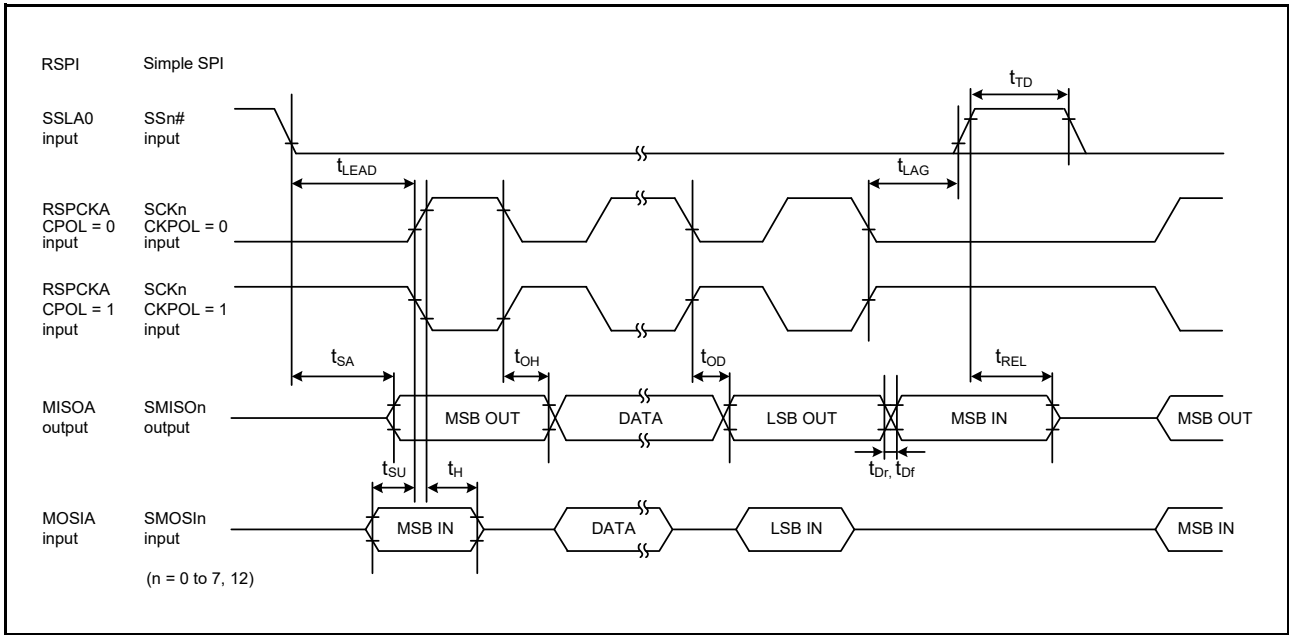 RSPI Simple SPI
SSLA0 SSn#
input input
tTD
tLEAD
tLAG
RSPCKA SCKn
CPOL = 0 CKPOL = 0
input input
RSPCKA SCKn
CPOL = 1 CKPOL = 1
input input
tSA
tOH
tOD
tREL
MISOA SMISOn
output output
MSB OUT DATA LSB OUT MSB IN MSB OUT
tSU
tH
tDr, tDf
MOSIA SMOSIn
input input
MSB IN DATA LSB IN MSB IN
(n = 0 to 7, 12)